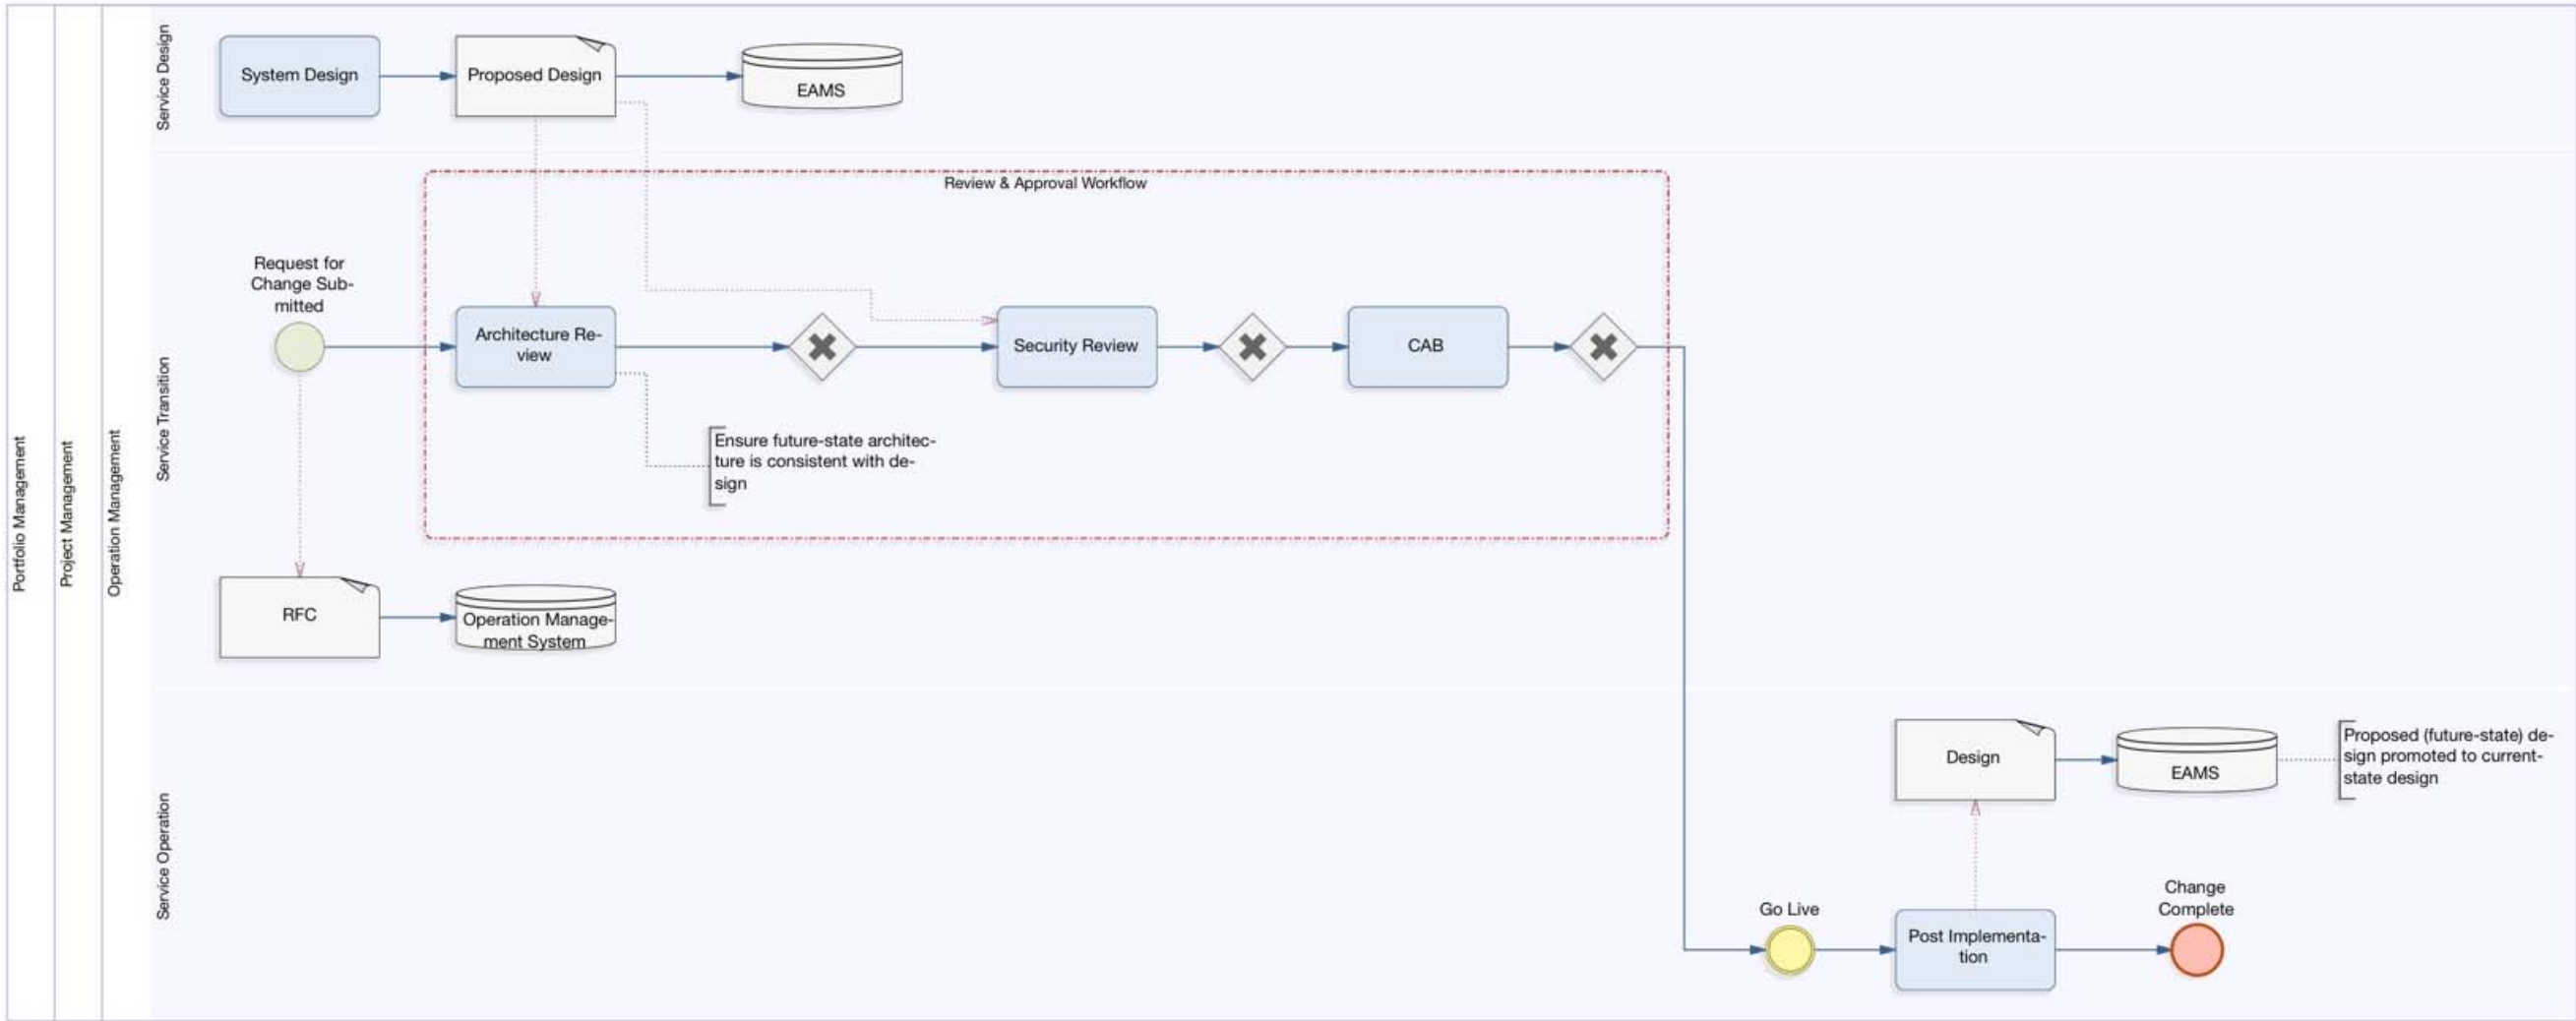 Portfolio Management
Project Management
Operation Management
Service Design
System Design
Proposed Design
EAMS
Service Transition
Review & Approval Workflow
Request for
Change Sub-
mitted
Architecture Re-
view
Security Review
CAB
Ensure future-state architec-
ture is consistent with de-
sign
RFC
Operation Manage-
ment System
Service Operation
Design
EAMS
Proposed (future-state) de-
sign promoted to current-
state design
Go Live
Post Implementa-
tion
Change
Complete